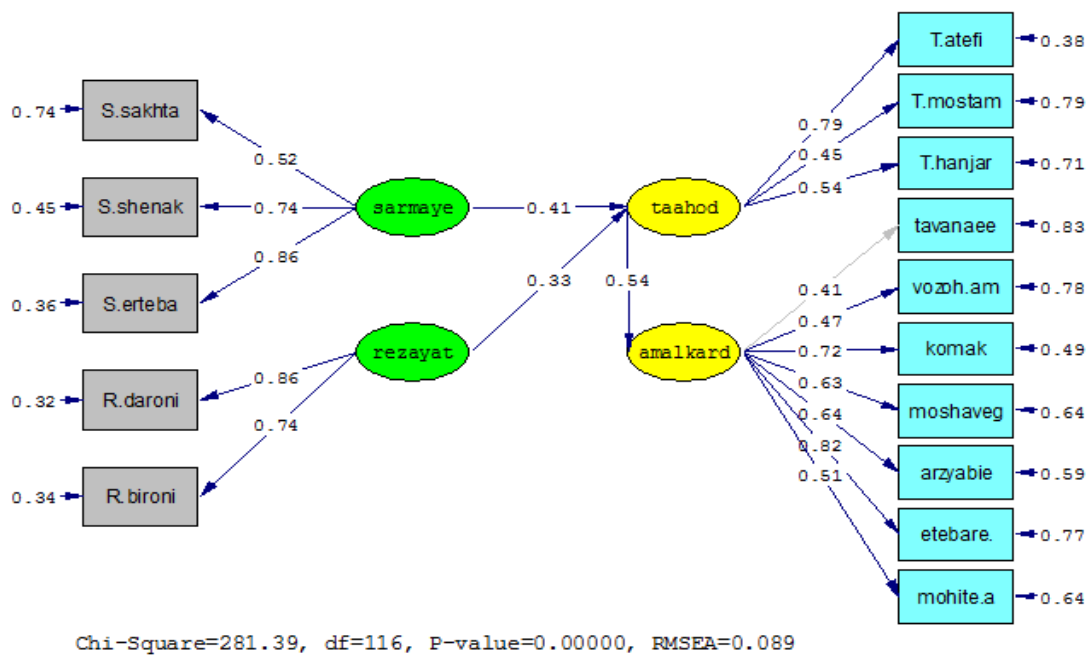 T.atefi
0.38
0.74
S.sakhta
T.mostam
0.79
0.79
0.52
0.45
T.hanjar
0.71
0.54
0.45
S.shenak
0.74
sarmaye
0.41
taahod
tavanaee
0.83
0.86
0.36
S.erteba
0.33
0.54
0.41
vozoh.am
0.78
0.47
rezayat
amalkard
0.72
komak
0.49
0.86
0.63
0.32
R.daroni
moshaveg
0.64
0.64
0.74
0.82
arzyabie
0.59
0.51
0.34
R.bironi
etebare.
0.77
mohite.a
0.64
Chi-Square=281.39, df=116, P-value=0.00000, RMSEA=0.089